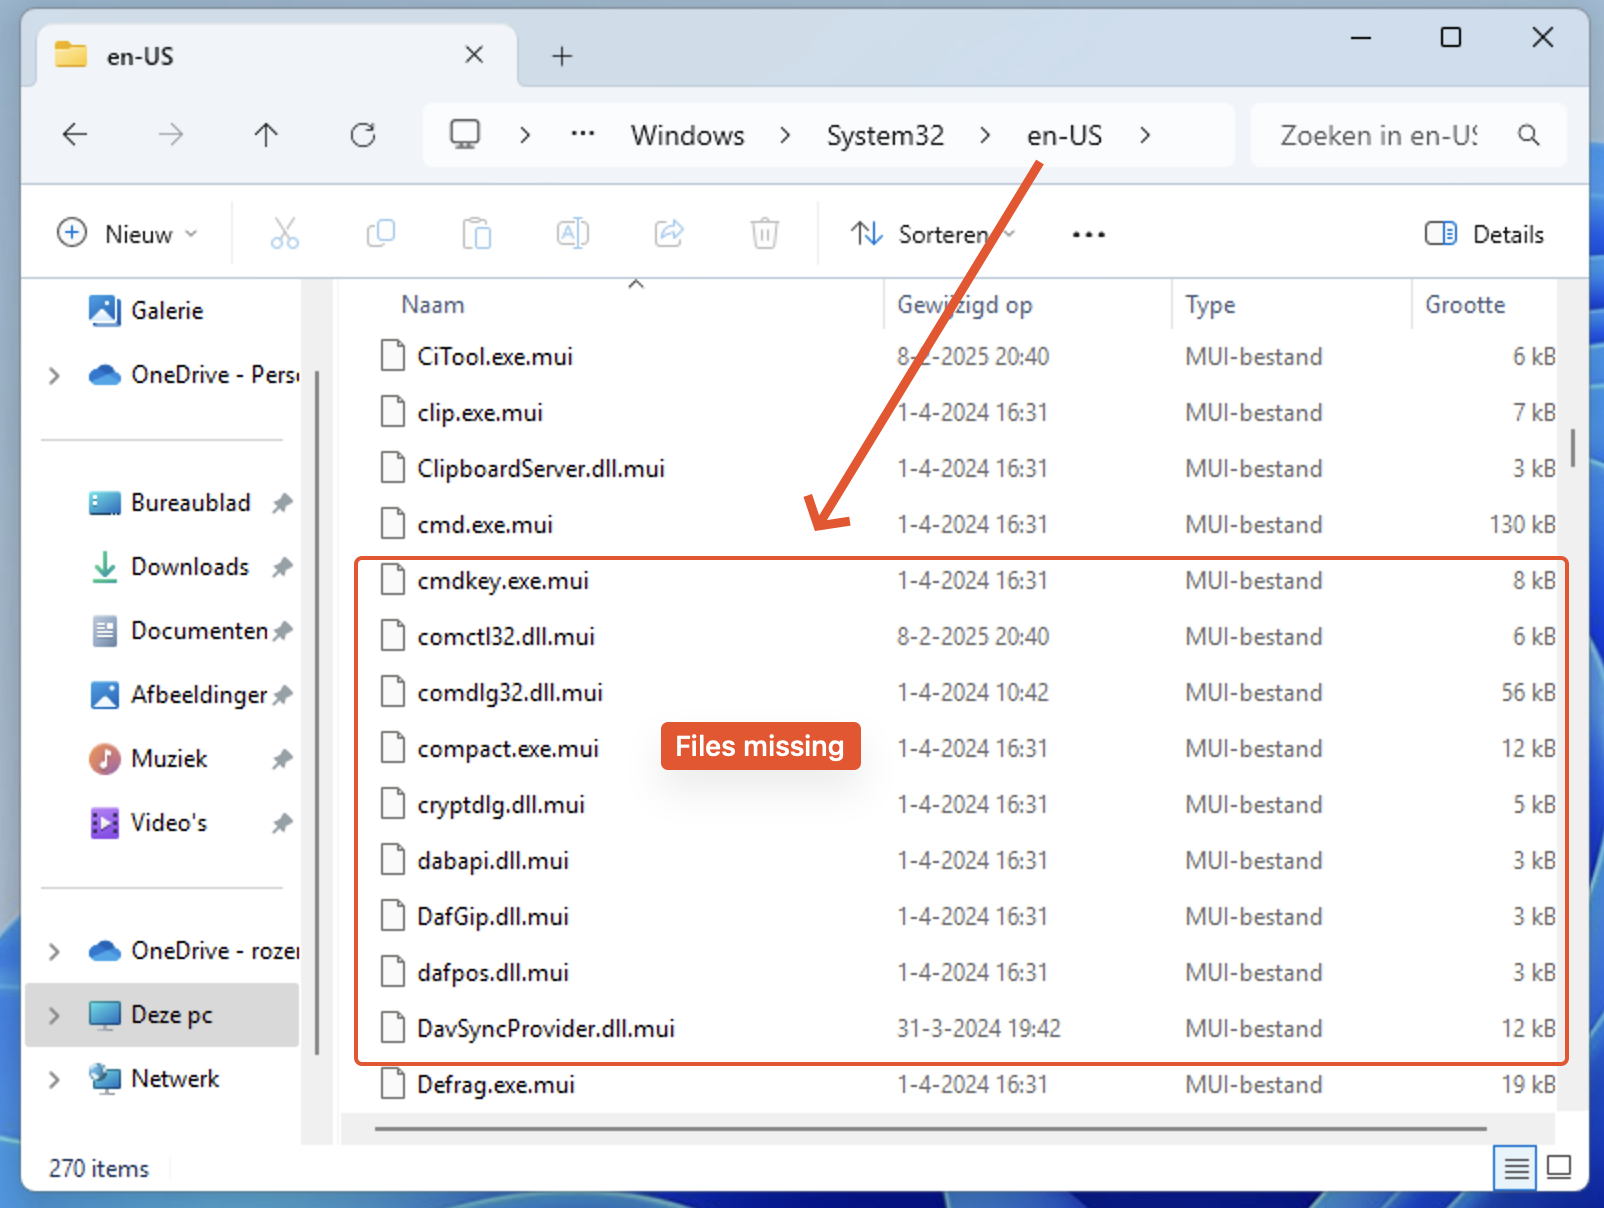 en-US
Windows
System32
en-US
Zoeken in en-US
Nieuw
Sorteren
Details
Galerie
OneDrive - Pers
Bureaublad
Downloads
Documenten
Afbeeldinger
Muziek
Video's
OneDrive - rozer
Deze pc
Netwerk
Naam Gewijzigd op Type Grootte
CiTool.exe.mui 8-2-2025 20:40 MUI-bestand 6 kB
clip.exe.mui 1-4-2024 16:31 MUI-bestand 7 kB
ClipboardServer.dll.mui 1-4-2024 16:31 MUI-bestand 3 kB
cmd.exe.mui 1-4-2024 16:31 MUI-bestand 130 kB
cmdkey.exe.mui 1-4-2024 16:31 MUI-bestand 8 kB
comctl32.dll.mui 8-2-2025 20:40 MUI-bestand 6 kB
comdlg32.dll.mui 1-4-2024 10:42 MUI-bestand 56 kB
compact.exe.mui 1-4-2024 16:31 MUI-bestand 12 kB
Files missing
cryptdlg.dll.mui 1-4-2024 16:31 MUI-bestand 5 kB
dabapi.dll.mui 1-4-2024 16:31 MUI-bestand 3 kB
DafGip.dll.mui 1-4-2024 16:31 MUI-bestand 3 kB
dafpos.dll.mui 1-4-2024 16:31 MUI-bestand 3 kB
DavSyncProvider.dll.mui 31-3-2024 19:42 MUI-bestand 12 kB
Defrag.exe.mui 1-4-2024 16:31 MUI-bestand 19 kB
270 items